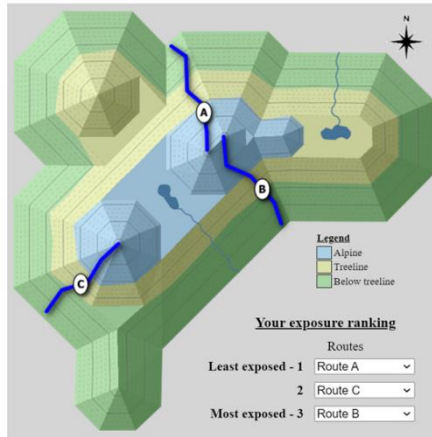 N
A
B
C
Legend
Alpine
Treeline
Below treeline
Your exposure ranking
Routes
Least exposed - 1 Route A
2 Route C
Most exposed - 3 Route B